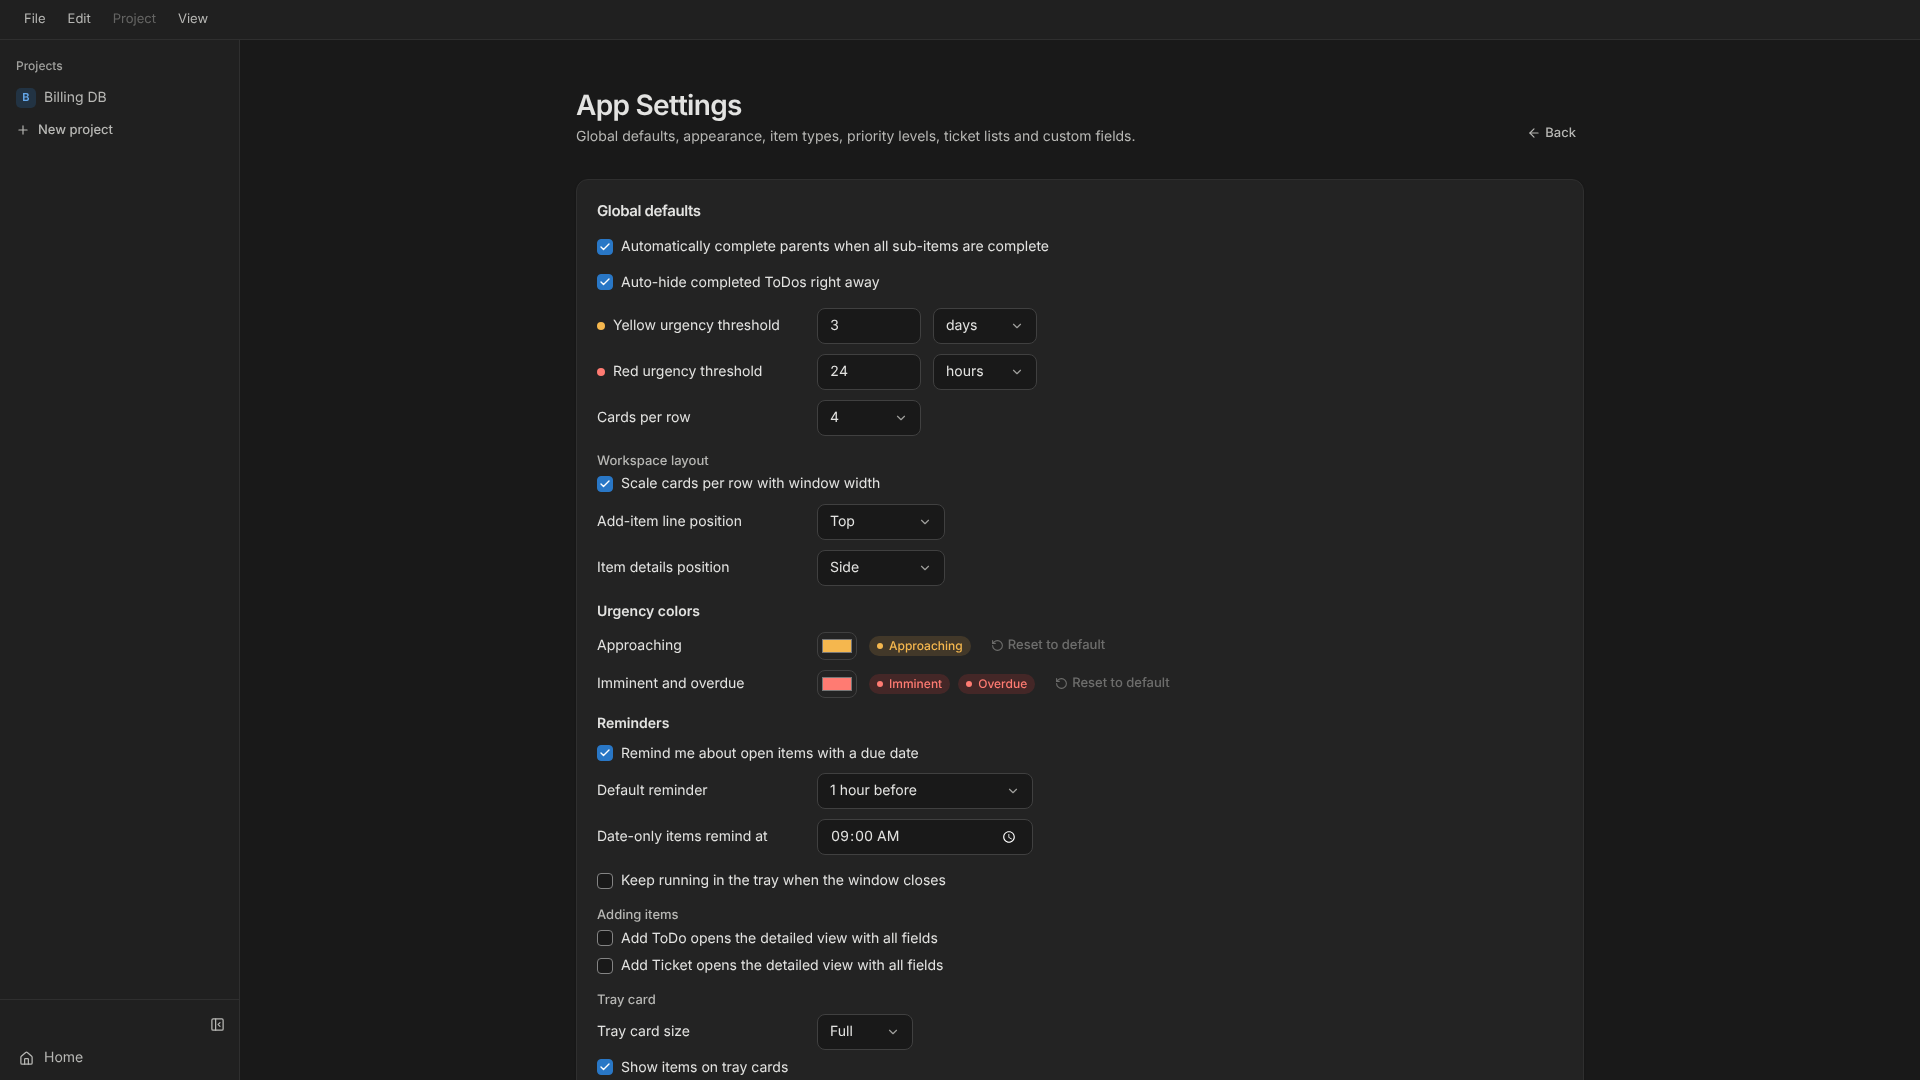 File Edit Project View
Projects
B Billing DB
New project
App Settings
Global defaults, appearance, item types, priority levels, ticket lists and custom fields.
Back
Global defaults
Automatically complete parents when all sub-items are complete
Auto-hide completed ToDos right away
Yellow urgency threshold 3 days
Red urgency threshold 24 hours
Cards per row 4
Workspace layout
Scale cards per row with window width
Add-item line position Top
Item details position Side
Urgency colors
Approaching Approaching Reset to default
Imminent and overdue Imminent Overdue Reset to default
Reminders
Remind me about open items with a due date
Default reminder 1 hour before
Date-only items remind at 09:00 AM
Keep running in the tray when the window closes
Adding items
Add ToDo opens the detailed view with all fields
Add Ticket opens the detailed view with all fields
Tray card
Tray card size Full
Show items on tray cards
Home